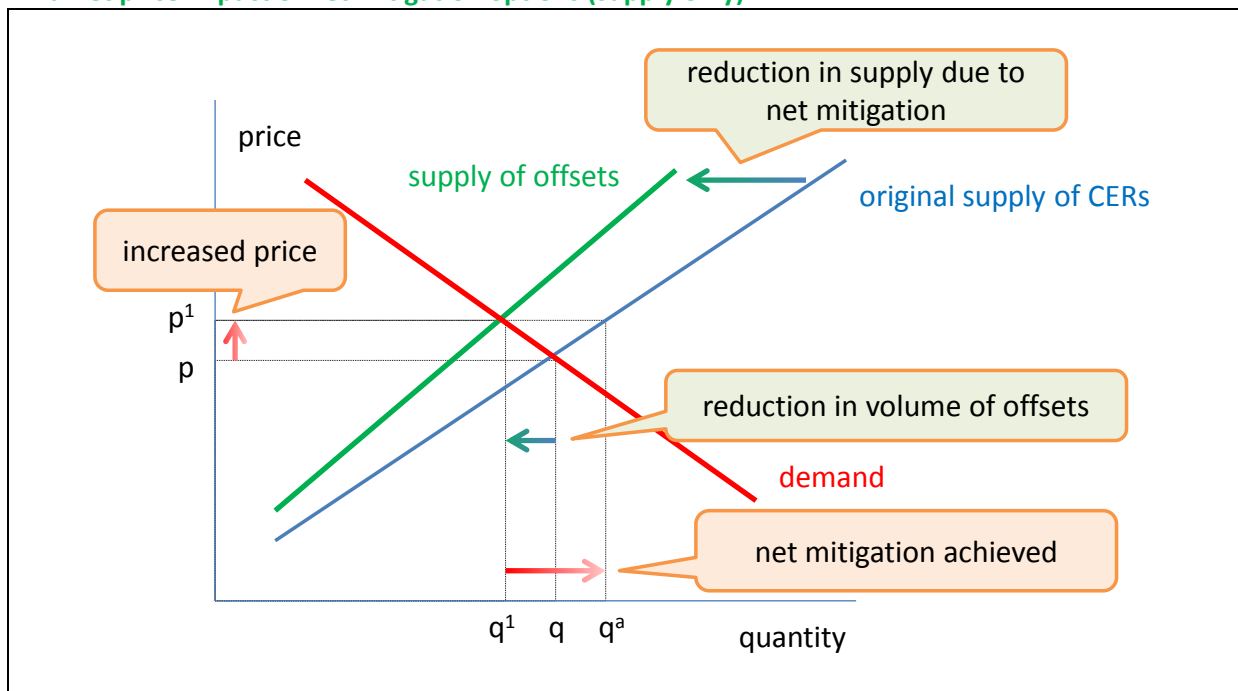 reduction in supply due to
net mitigation
price
supply of offsets
original supply of CERs
increased price
p¹
p
reduction in volume of offsets
demand
net mitigation achieved
q¹ q qᵃ
quantity